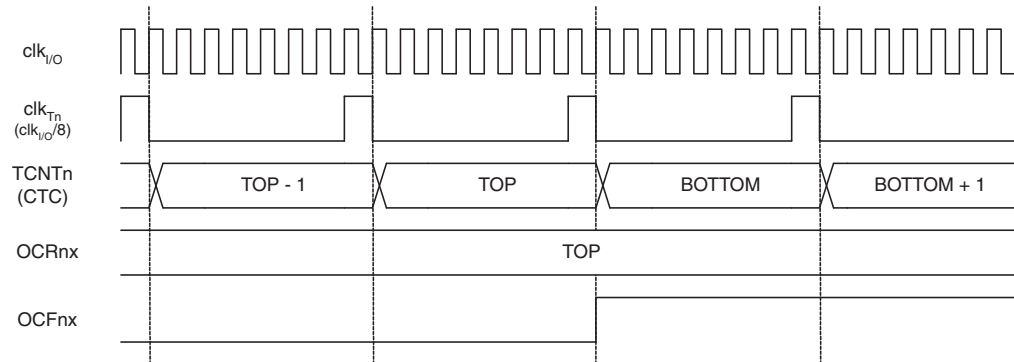 clkI/O
clkTn
(clkI/O/8)
TCNTn
(CTC)
TOP - 1
TOP
BOTTOM
BOTTOM + 1
OCRnx
TOP
OCFnx